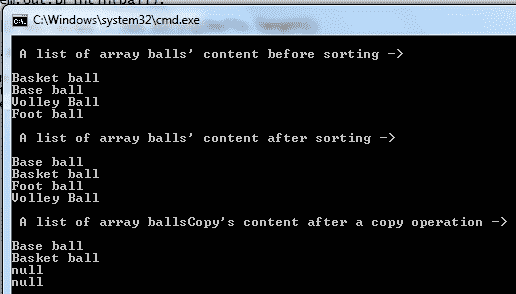 C:\Windows\system32\cmd.exe
A list of array balls' content before sorting ->
Basket ball
Base ball
Volley Ball
Foot ball
A list of array balls' content after sorting ->
Base ball
Basket ball
Foot ball
Volley Ball
A list of array ballsCopy's content after a copy operation ->
Base ball
Basket ball
null
null